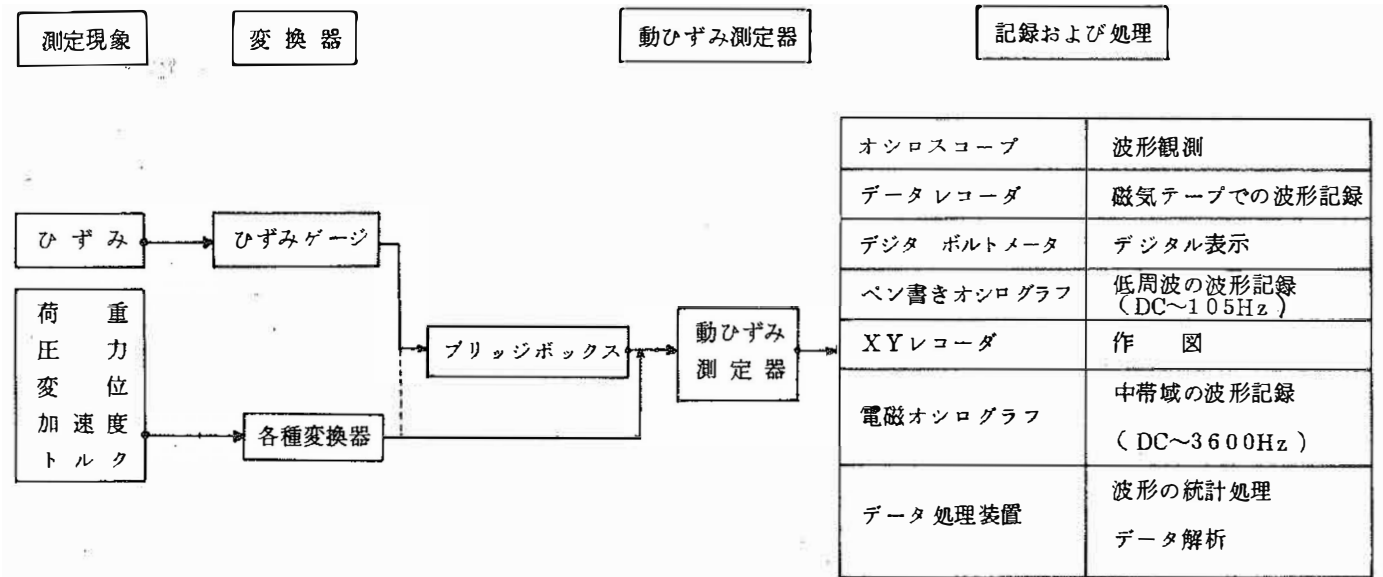 測定現象
変換器
動ひずみ測定器
記録および処理
オシロスコープ 波形観測
データレコーダ 磁気テープでの波形記録
デジタ ボルトメータ デジタル表示
ペン書きオシログラフ 低周波の波形記録
(DC〜105Hz)
XYレコーダ 作図
電磁オシログラフ 中帯域の波形記録
(DC〜3600Hz)
データ処理装置 波形の統計処理
データ解析
ひずみ
ひずみゲージ
荷重
圧力
変位
加速度
トルク
各種変換器
ブリッジボックス
動ひずみ
測定器